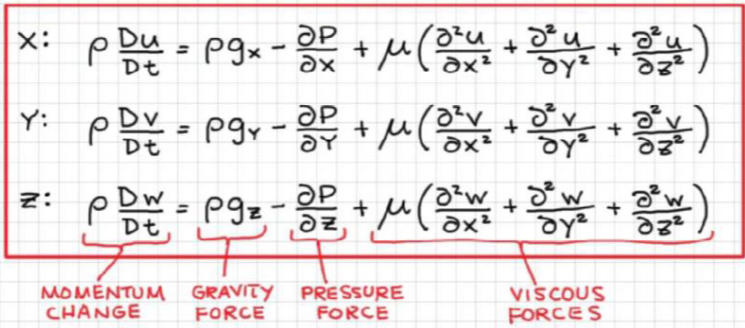 X: ρ Du/Dt = ρgx - ∂P/∂x + μ(∂²u/∂x² + ∂²u/∂y² + ∂²u/∂z²)
Y: ρ Dv/Dt = ρgY - ∂P/∂Y + μ(∂²v/∂x² + ∂²v/∂y² + ∂²v/∂z²)
Z: ρ Dw/Dt = ρgz - ∂P/∂z + μ(∂²w/∂x² + ∂²w/∂y² + ∂²w/∂z²)
MOMENTUM CHANGE
GRAVITY FORCE
PRESSURE FORCE
VISCOUS FORCES